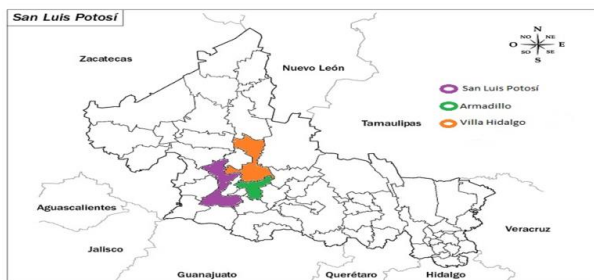 San Luis Potosí
N
NO NE
O E
SO SE
S
Zacatecas
Nuevo León
San Luis Potosí
Armadillo
Villa Hidalgo
Tamaulipas
Aguascalientes
Veracruz
Jalisco
Guanajuato
Querétaro
Hidalgo